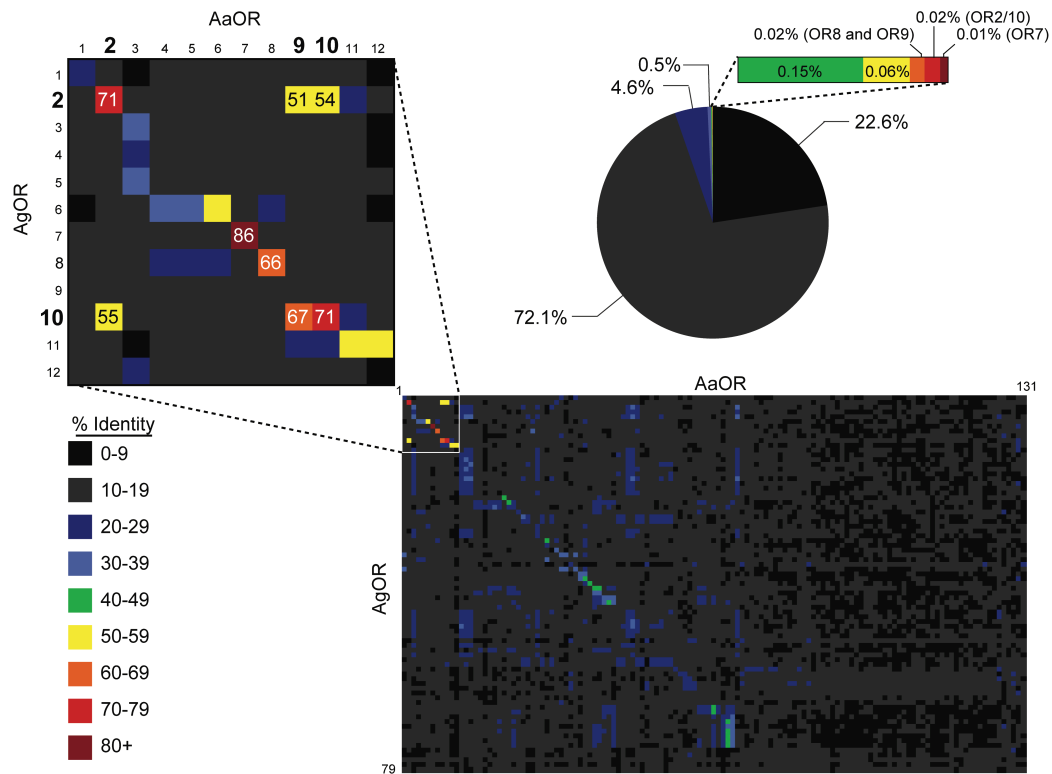 AaOR
1 2 3 4 5 6 7 8 9 10 11 12
AgOR
1
2 71 51 54
3
4
5
6
7 86
8 66
9
10 55 67 71
11
12
0.02% (OR2/10)
0.02% (OR8 and OR9)
0.01% (OR7)
0.15% 0.06%
0.5%
4.6%
22.6%
72.1%
% Identity
0-9
10-19
20-29
30-39
40-49
50-59
60-69
70-79
80+
1 AaOR 131
AgOR
79